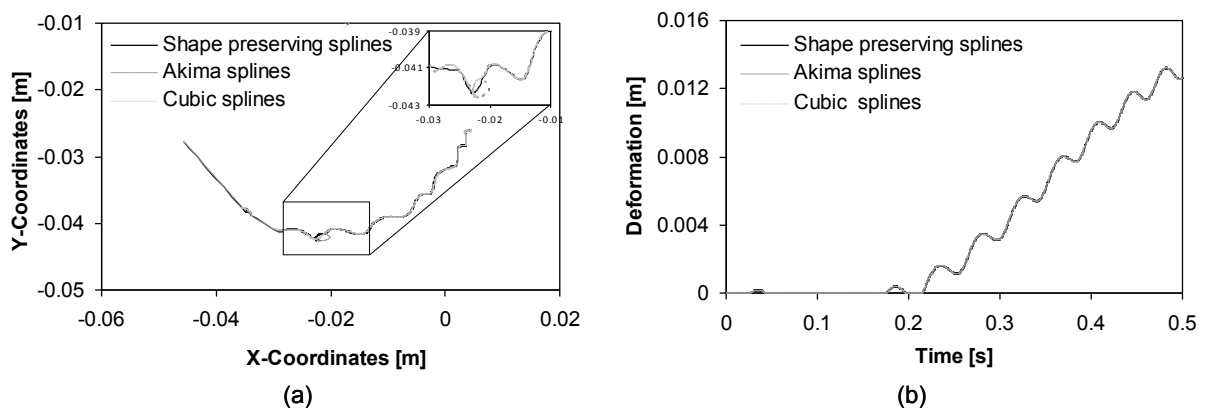 -0.01
-0.02
-0.03
-0.04
-0.05
Y-Coordinates [m]
Shape preserving splines
Akima splines
Cubic splines
-0.039
-0.041
-0.043
-0.03
-0.02
-0.01
-0.06
-0.04
-0.02
0
0.02
X-Coordinates [m]
(a)
0.016
0.012
0.008
0.004
0
Deformation [m]
Shape preserving splines
Akima splines
Cubic splines
0
0.1
0.2
0.3
0.4
0.5
Time [s]
(b)